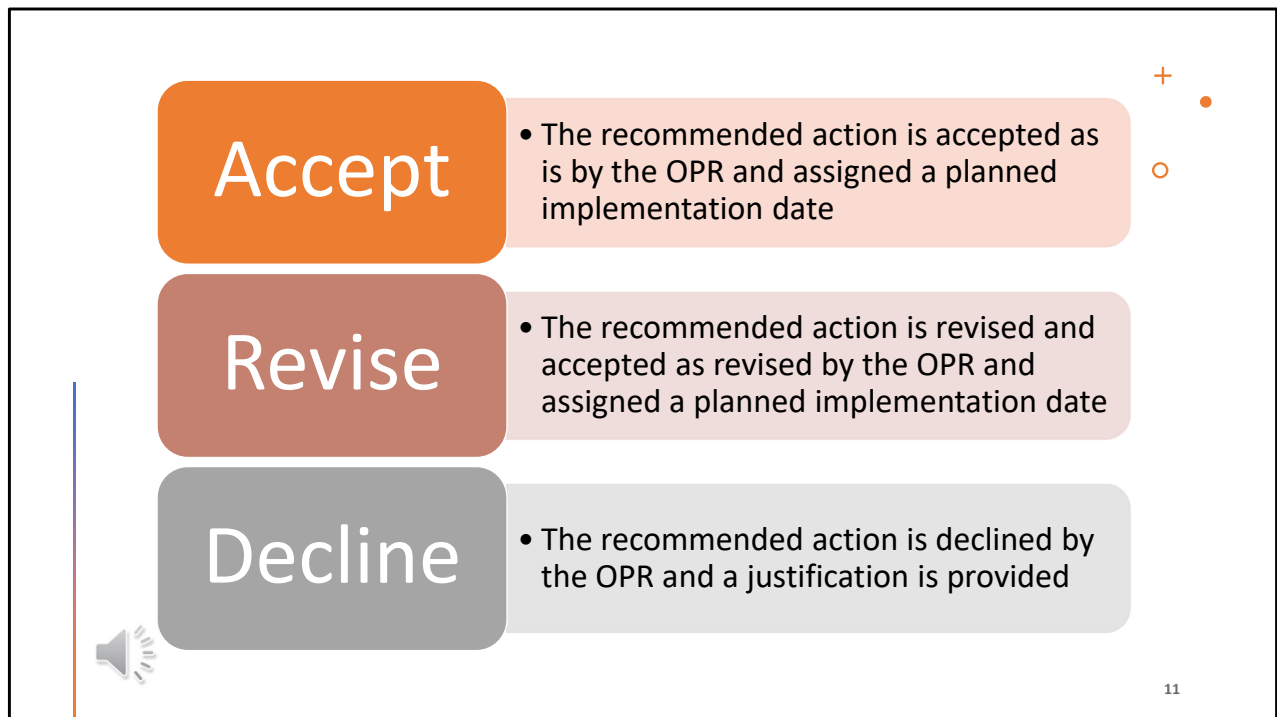 Accept
• The recommended action is accepted as
is by the OPR and assigned a planned
implementation date
Revise
• The recommended action is revised and
accepted as revised by the OPR and
assigned a planned implementation date
Decline
• The recommended action is declined by
the OPR and a justification is provided
11